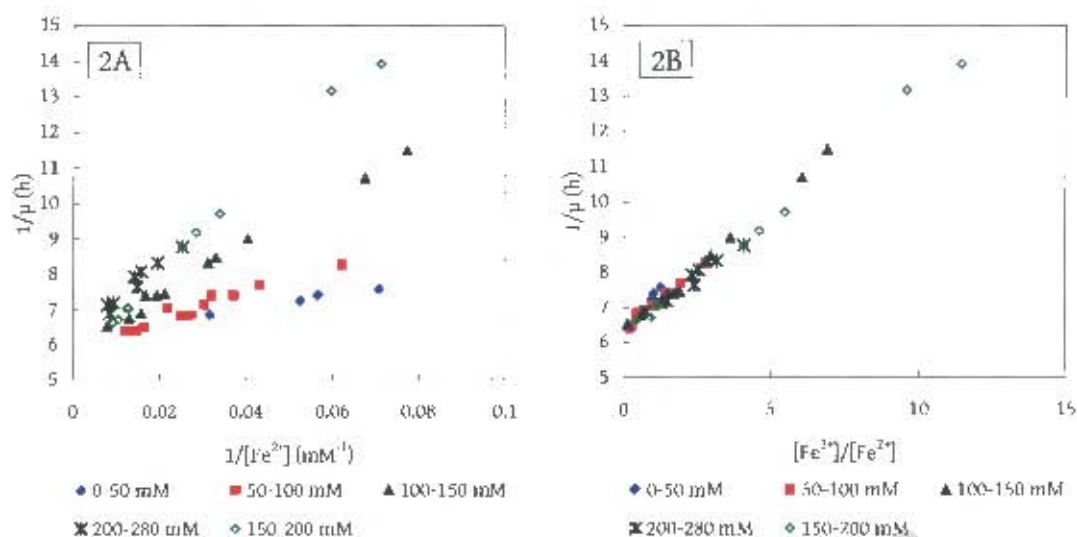 2A
15
14
13
12
11
10
9
8
7
6
5
1/μ (h)
0 0.02 0.04 0.06 0.08 0.1
1/[Fe²⁺] (mM⁻¹)
0-50 mM 50-100 mM 100-150 mM
200-280 mM 150-200 mM
2B
15
14
13
12
11
10
9
8
7
6
5
1/μ (h)
0 5 10 15
[Fe³⁺]/[Fe²⁺]
0-50 mM 50-100 mM 100-150 mM
200-280 mM 150-200 mM